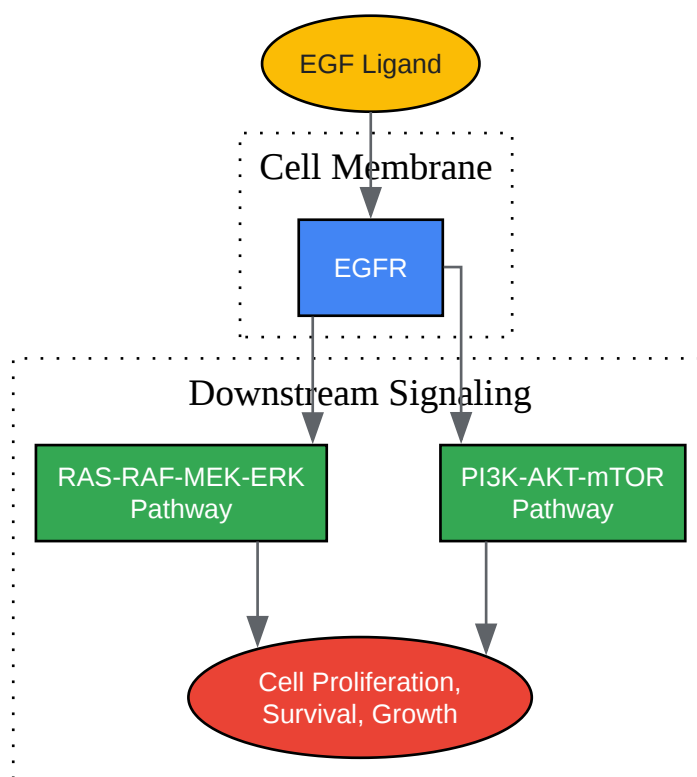 EGF Ligand
Cell Membrane
EGFR
Downstream Signaling
RAS-RAF-MEK-ERK
Pathway
PI3K-AKT-mTOR
Pathway
Cell Proliferation,
Survival, Growth